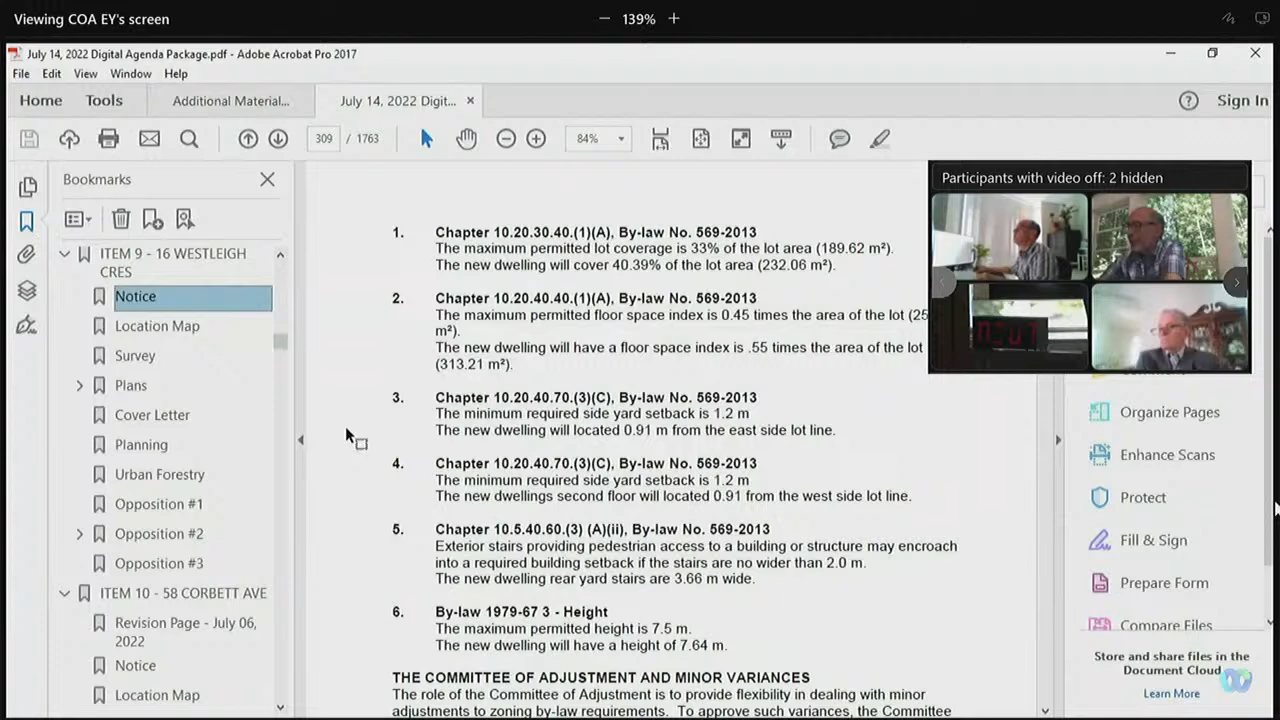 Viewing COA EY's screen
139%
July 14, 2022 Digital Agenda Package.pdf - Adobe Acrobat Pro 2017
File Edit View Window Help
Home Tools Additional Material... July 14, 2022 Digit... Sign In
309 / 1763 84%
Bookmarks
ITEM 9 - 16 WESTLEIGH
CRES
Notice
Location Map
Survey
Plans
Cover Letter
Planning
Urban Forestry
Opposition #1
Opposition #2
Opposition #3
ITEM 10 - 58 CORBETT AVE
Revision Page - July 06,
2022
Notice
Location Map
1. Chapter 10.20.30.40.(1)(A), By-law No. 569-2013
The maximum permitted lot coverage is 33% of the lot area (189.62 m²).
The new dwelling will cover 40.39% of the lot area (232.06 m²).
2. Chapter 10.20.40.40.(1)(A), By-law No. 569-2013
The maximum permitted floor space index is 0.45 times the area of the lot (25
m²).
The new dwelling will have a floor space index is .55 times the area of the lot
(313.21 m²).
3. Chapter 10.20.40.70.(3)(C), By-law No. 569-2013
The minimum required side yard setback is 1.2 m
The new dwelling will located 0.91 m from the east side lot line.
4. Chapter 10.20.40.70.(3)(C), By-law No. 569-2013
The minimum required side yard setback is 1.2 m
The new dwellings second floor will located 0.91 from the west side lot line.
5. Chapter 10.5.40.60.(3) (A)(ii), By-law No. 569-2013
Exterior stairs providing pedestrian access to a building or structure may encroach
into a required building setback if the stairs are no wider than 2.0 m.
The new dwelling rear yard stairs are 3.66 m wide.
6. By-law 1979-67 3 - Height
The maximum permitted height is 7.5 m.
The new dwelling will have a height of 7.64 m.
THE COMMITTEE OF ADJUSTMENT AND MINOR VARIANCES
The role of the Committee of Adjustment is to provide flexibility in dealing with minor
adjustments to zoning by-law requirements. To approve such variances, the Committee
Participants with video off: 2 hidden
Organize Pages
Enhance Scans
Protect
Fill & Sign
Prepare Form
Compare Files
Store and share files in the
Document Cloud
Learn More